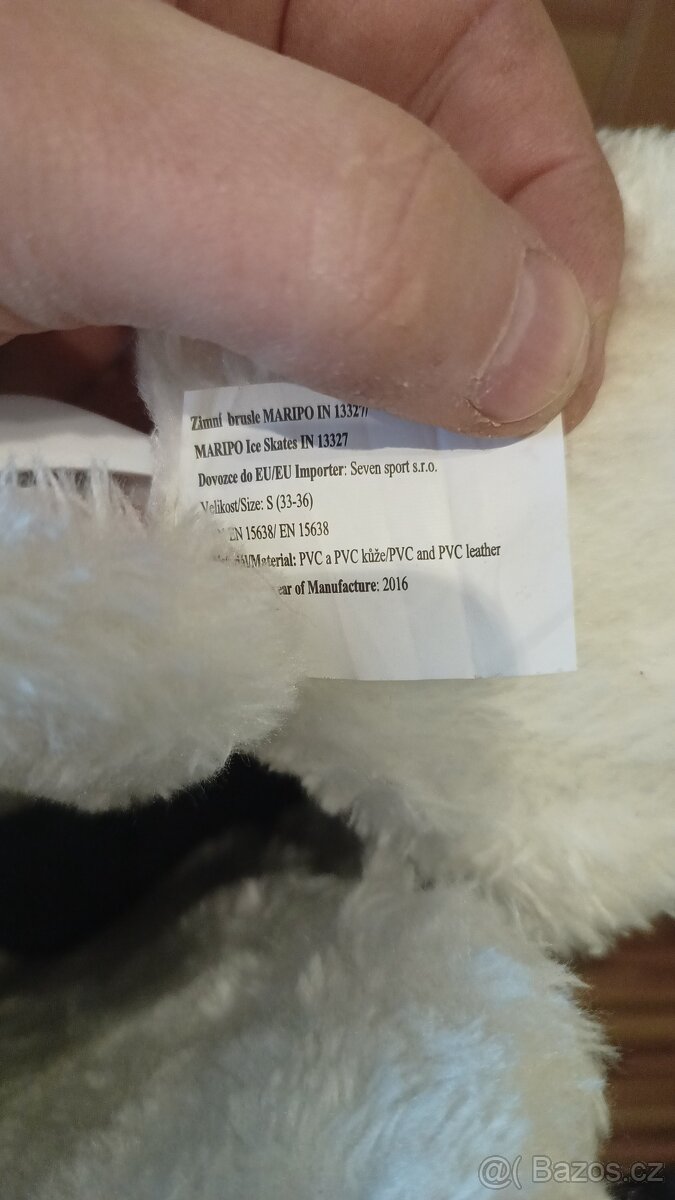 Zimní brusle MARIPO IN 13327/
MARIPO Ice Skates IN 13327
Dovozce do EU/EU Importer: Seven sport s.r.o.
Velikost/Size: S (33-36)
EN 15638/ EN 15638
Material: PVC a PVC kůže/PVC and PVC leather
ear of Manufacture: 2016
@( Bazos.cz